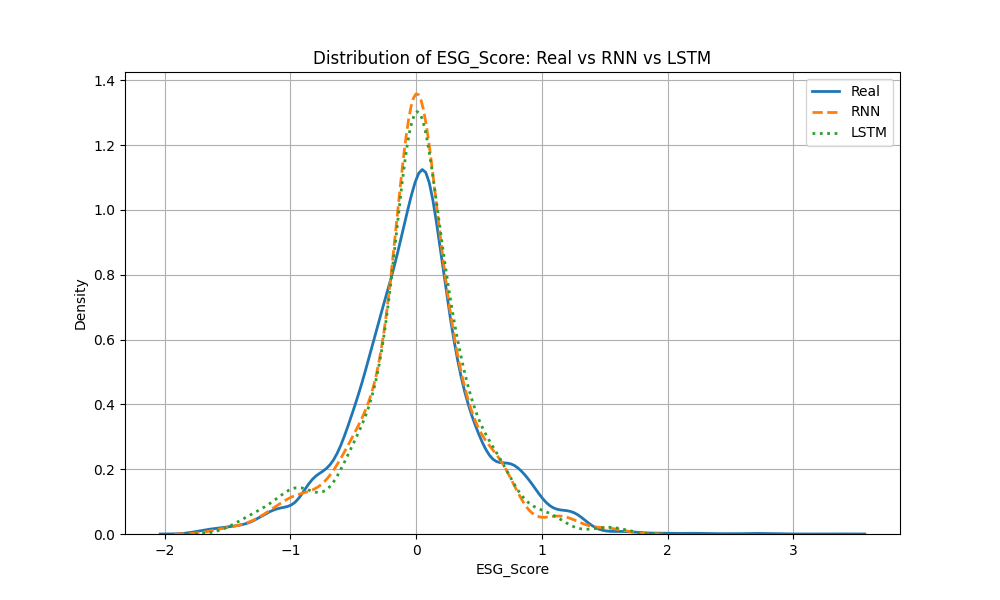 Distribution of ESG_Score: Real vs RNN vs LSTM
Real
RNN
LSTM
1.4
1.2
1.0
0.8
0.6
0.4
0.2
0.0
Density
−2
−1
0
1
2
3
ESG_Score